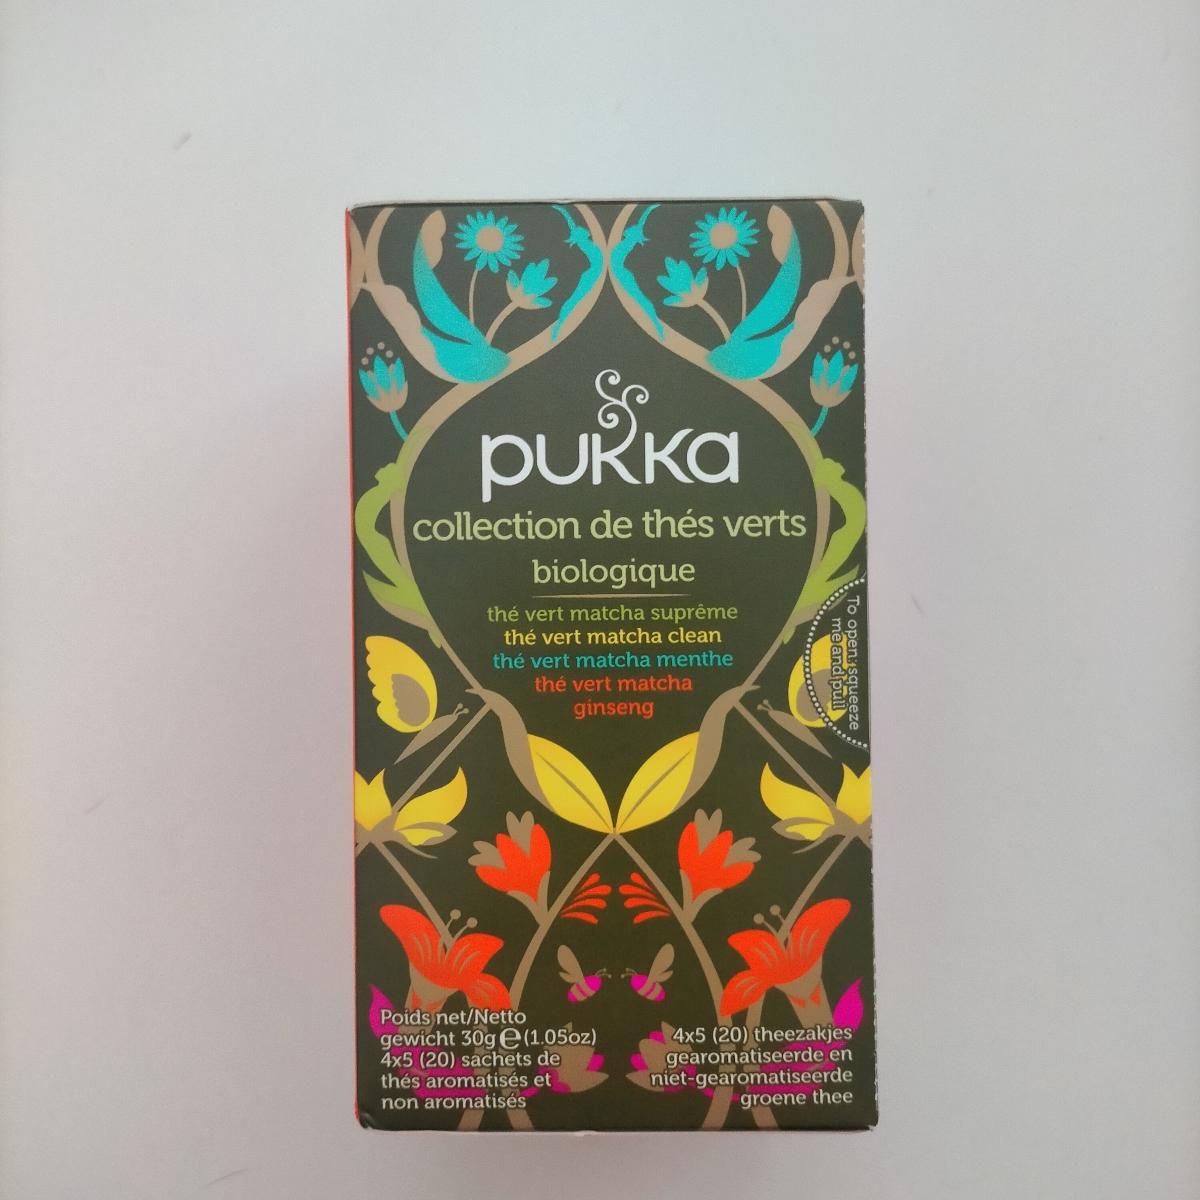 pukka
collection de thés verts
biologique
thé vert matcha suprême
thé vert matcha clean
thé vert matcha menthe
thé vert matcha
ginseng
To open: squeeze
me and pull
Poids net/Netto
gewicht 30g ℮ (1.05oz)
4x5 (20) sachets de
thés aromatisés et
non aromatisés
4x5 (20) theezakjes
gearomatiseerde en
niet-gearomatiseerde
groene thee